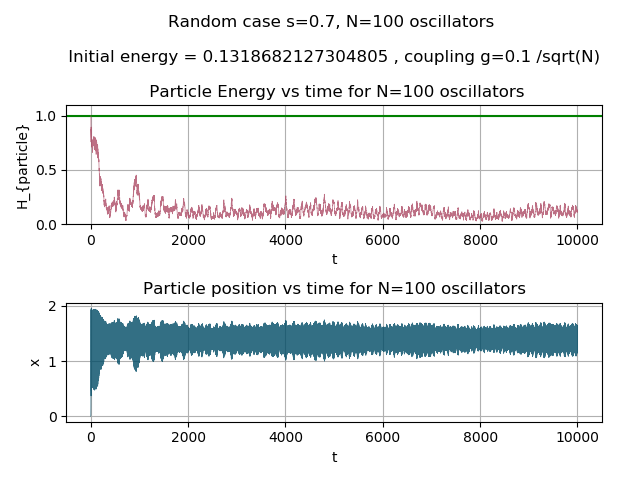 Random case s=0.7, N=100 oscillators
Initial energy = 0.1318682127304805 , coupling g=0.1 /sqrt(N)
Particle Energy vs time for N=100 oscillators
H_{particle}
1.0
0.5
0.0
0 2000 4000 6000 8000 10000
t
Particle position vs time for N=100 oscillators
x
2
1
0
0 2000 4000 6000 8000 10000
t